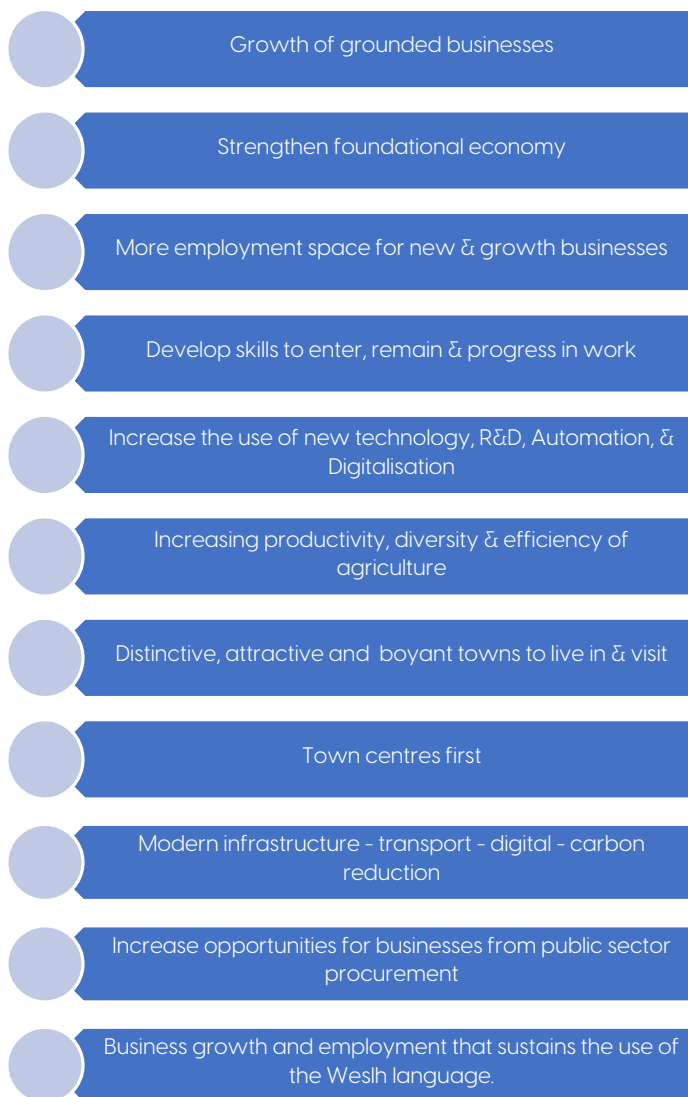 Growth of grounded businesses
Strengthen foundational economy
More employment space for new & growth businesses
Develop skills to enter, remain & progress in work
Increase the use of new technology, R&D, Automation, &
Digitalisation
Increasing productivity, diversity & efficiency of
agriculture
Distinctive, attractive and  boyant towns to live in & visit
Town centres first
Modern infrastructure - transport - digital - carbon
reduction
Increase opportunities for businesses from public sector
procurement
Business growth and employment that sustains the use of
the Weslh language.